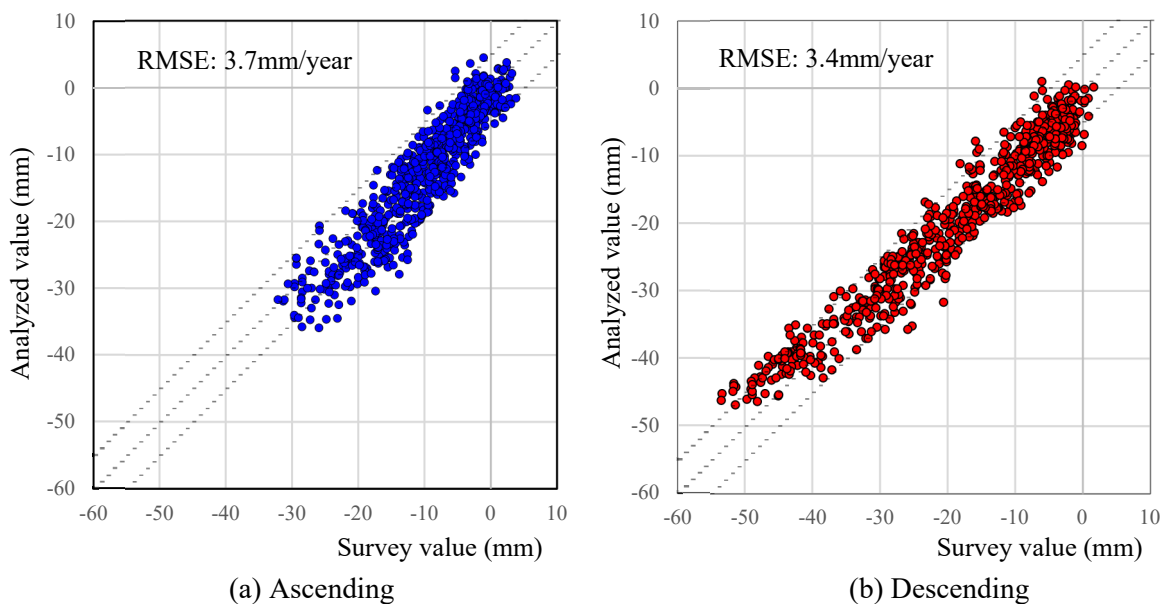 RMSE: 3.7mm/year
10
0
-10
-20
-30
-40
-50
-60
Analyzed value (mm)
-60 -50 -40 -30 -20 -10 0 10
Survey value (mm)
(a) Ascending
RMSE: 3.4mm/year
10
0
-10
-20
-30
-40
-50
-60
Analyzed value (mm)
-60 -50 -40 -30 -20 -10 0 10
Survey value (mm)
(b) Descending